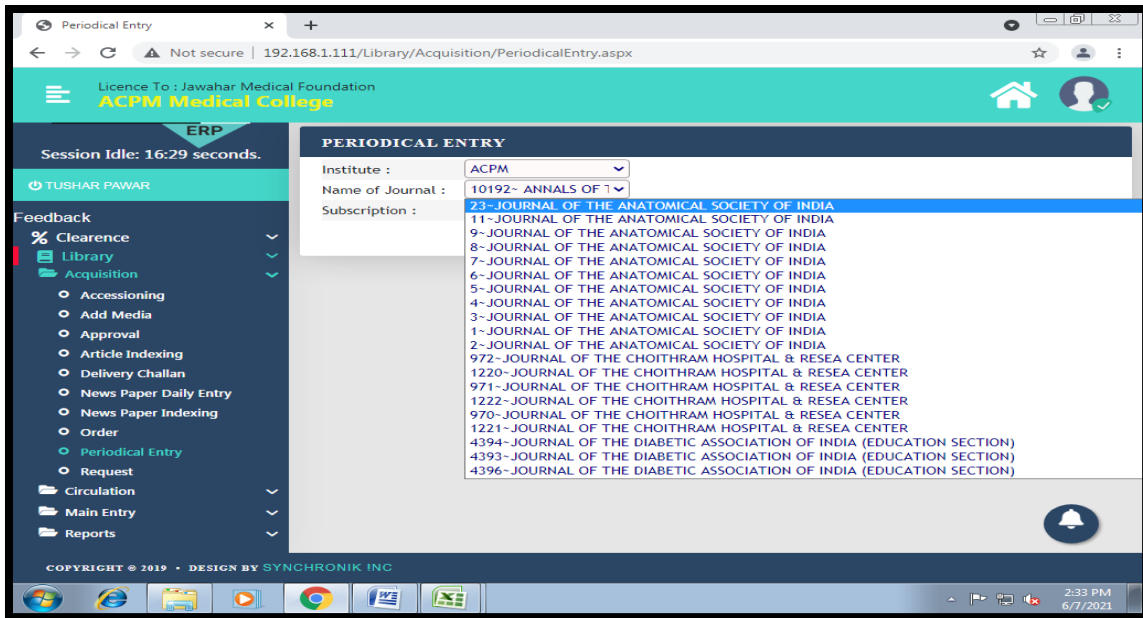 Periodical Entry
Not secure | 192.168.1.111/Library/Acquisition/PeriodicalEntry.aspx
Licence To : Jawahar Medical Foundation
ACPM Medical College
ERP
Session Idle: 16:29 seconds.
TUSHAR PAWAR
Feedback
Clearence
Library
Acquisition
Accessioning
Add Media
Approval
Article Indexing
Delivery Challan
News Paper Daily Entry
News Paper Indexing
Order
Periodical Entry
Request
Circulation
Main Entry
Reports
PERIODICAL ENTRY
Institute : ACPM
Name of Journal : 10192~ ANNALS OF
Subscription :
23~JOURNAL OF THE ANATOMICAL SOCIETY OF INDIA
11~JOURNAL OF THE ANATOMICAL SOCIETY OF INDIA
9~JOURNAL OF THE ANATOMICAL SOCIETY OF INDIA
8~JOURNAL OF THE ANATOMICAL SOCIETY OF INDIA
7~JOURNAL OF THE ANATOMICAL SOCIETY OF INDIA
6~JOURNAL OF THE ANATOMICAL SOCIETY OF INDIA
5~JOURNAL OF THE ANATOMICAL SOCIETY OF INDIA
4~JOURNAL OF THE ANATOMICAL SOCIETY OF INDIA
3~JOURNAL OF THE ANATOMICAL SOCIETY OF INDIA
1~JOURNAL OF THE ANATOMICAL SOCIETY OF INDIA
2~JOURNAL OF THE ANATOMICAL SOCIETY OF INDIA
972~JOURNAL OF THE CHOITHRAM HOSPITAL & RESEA CENTER
1220~JOURNAL OF THE CHOITHRAM HOSPITAL & RESEA CENTER
971~JOURNAL OF THE CHOITHRAM HOSPITAL & RESEA CENTER
1222~JOURNAL OF THE CHOITHRAM HOSPITAL & RESEA CENTER
970~JOURNAL OF THE CHOITHRAM HOSPITAL & RESEA CENTER
1221~JOURNAL OF THE CHOITHRAM HOSPITAL & RESEA CENTER
4394~JOURNAL OF THE DIABETIC ASSOCIATION OF INDIA (EDUCATION SECTION)
4393~JOURNAL OF THE DIABETIC ASSOCIATION OF INDIA (EDUCATION SECTION)
4396~JOURNAL OF THE DIABETIC ASSOCIATION OF INDIA (EDUCATION SECTION)
COPYRIGHT © 2019 • DESIGN BY SYNCHRONIK INC
2:33 PM
6/7/2021